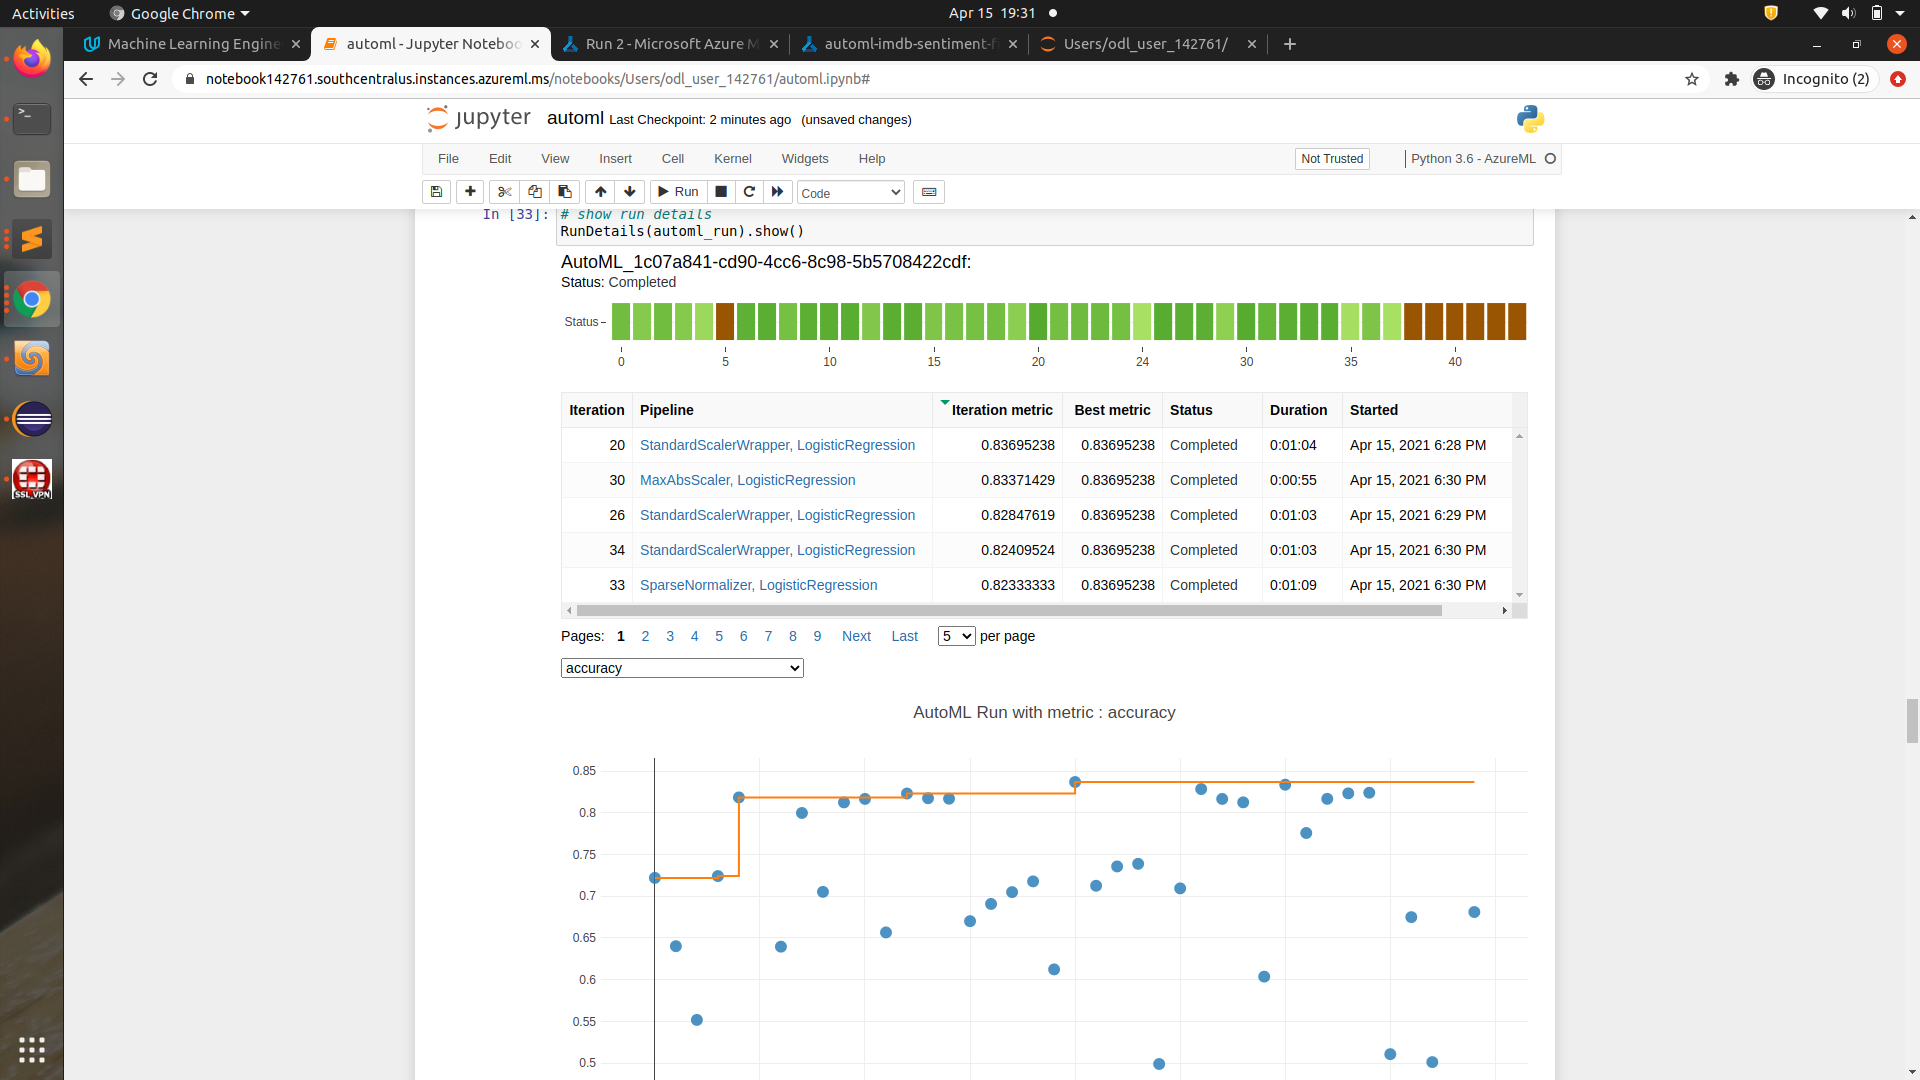 Activities
Google Chrome
Apr 15 19:31
Machine Learning Engine
automl - Jupyter Noteboo
Run 2 - Microsoft Azure M
automl-imdb-sentiment-f
Users/odl_user_142761/
notebook142761.southcentralus.instances.azureml.ms/notebooks/Users/odl_user_142761/automl.ipynb#
Incognito (2)
jupyter
automl Last Checkpoint: 2 minutes ago (unsaved changes)
File Edit View Insert Cell Kernel Widgets Help
Not Trusted
Python 3.6 - AzureML
Run
Code
In [33]:
# show run details
RunDetails(automl_run).show()
AutoML_1c07a841-cd90-4cc6-8c98-5b5708422cdf:
Status: Completed
Status
0 5 10 15 20 24 30 35 40
Iteration Pipeline Iteration metric Best metric Status Duration Started
20 StandardScalerWrapper, LogisticRegression 0.83695238 0.83695238 Completed 0:01:04 Apr 15, 2021 6:28 PM
30 MaxAbsScaler, LogisticRegression 0.83371429 0.83695238 Completed 0:00:55 Apr 15, 2021 6:30 PM
26 StandardScalerWrapper, LogisticRegression 0.82847619 0.83695238 Completed 0:01:03 Apr 15, 2021 6:29 PM
34 StandardScalerWrapper, LogisticRegression 0.82409524 0.83695238 Completed 0:01:03 Apr 15, 2021 6:30 PM
33 SparseNormalizer, LogisticRegression 0.82333333 0.83695238 Completed 0:01:09 Apr 15, 2021 6:30 PM
Pages: 1 2 3 4 5 6 7 8 9 Next Last 5 per page
accuracy
AutoML Run with metric : accuracy
0.85
0.8
0.75
0.7
0.65
0.6
0.55
0.5
SSL VPN